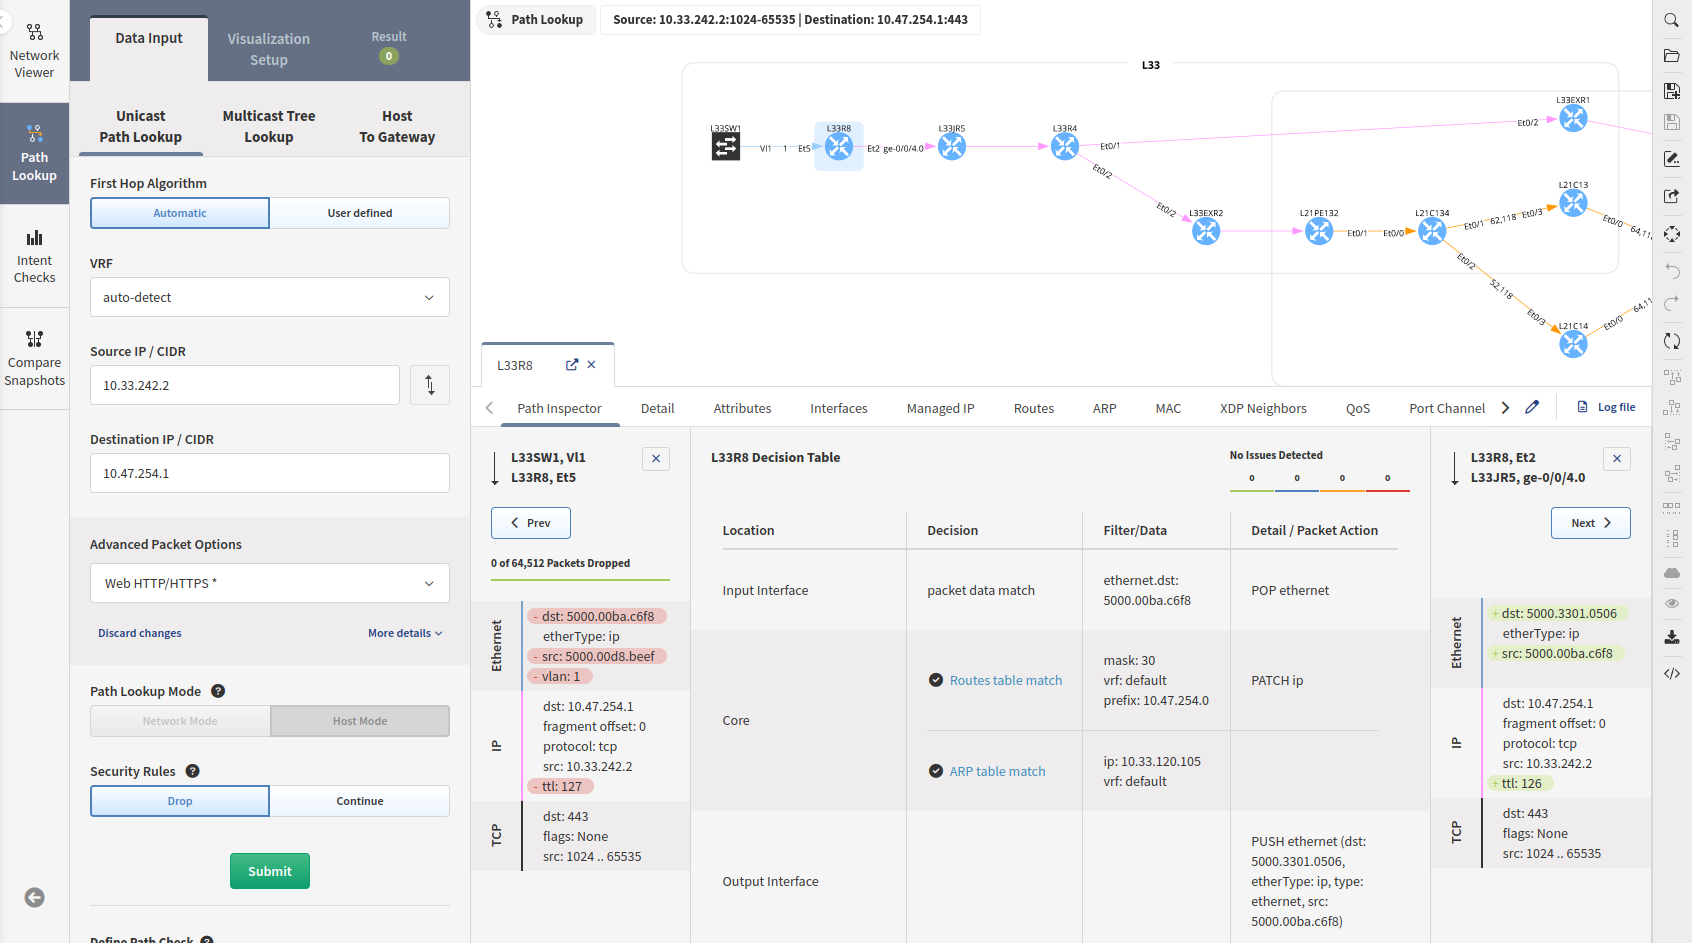 Network
Viewer
Path
Lookup
Intent
Checks
Compare
Snapshots
Data Input
Visualization
Setup
Result
0
Unicast
Path Lookup
Multicast Tree
Lookup
Host
To Gateway
First Hop Algorithm
Automatic
User defined
VRF
auto-detect
Source IP / CIDR
10.33.242.2
Destination IP / CIDR
10.47.254.1
Advanced Packet Options
Web HTTP/HTTPS *
Discard changes
More details
Path Lookup Mode ?
Network Mode
Host Mode
Security Rules ?
Drop
Continue
Submit
Define Path Check ?
Path Lookup
Source: 10.33.242.2:1024-65535 | Destination: 10.47.254.1:443
L33
L33SW1
Vl1 1 Et5
L33R8
Et2 ge-0/0/4.0
L33JR5
L33R4
Et0/1
Et0/2
L33EXR1
Et0/2
Et0/2
L33EXR2
L21PE132
Et0/1 Et0/0
L21C134
Et0/1 62,118 Et0/3
L21C13
Et0/0 64,11
Et0/2
52,118
Et0/3
L21C14
Et0/0 64,11
L33R8
Path Inspector
Detail
Attributes
Interfaces
Managed IP
Routes
ARP
MAC
XDP Neighbors
QoS
Port Channel
Log file
L33SW1, Vl1
L33R8, Et5
Prev
0 of 64,512 Packets Dropped
Ethernet
- dst: 5000.00ba.c6f8
etherType: ip
- src: 5000.00d8.beef
- vlan: 1
IP
dst: 10.47.254.1
fragment offset: 0
protocol: tcp
src: 10.33.242.2
- ttl: 127
TCP
dst: 443
flags: None
src: 1024 .. 65535
L33R8 Decision Table
No Issues Detected
0 0 0 0
Location
Decision
Filter/Data
Detail / Packet Action
Input Interface
packet data match
ethernet.dst:
5000.00ba.c6f8
POP ethernet
Core
Routes table match
mask: 30
vrf: default
prefix: 10.47.254.0
PATCH ip
ARP table match
ip: 10.33.120.105
vrf: default
Output Interface
PUSH ethernet (dst:
5000.3301.0506,
etherType: ip, type:
ethernet, src:
5000.00ba.c6f8)
L33R8, Et2
L33JR5, ge-0/0/4.0
Next
Ethernet
+ dst: 5000.3301.0506
etherType: ip
+ src: 5000.00ba.c6f8
IP
dst: 10.47.254.1
fragment offset: 0
protocol: tcp
src: 10.33.242.2
+ ttl: 126
TCP
dst: 443
flags: None
src: 1024 .. 65535